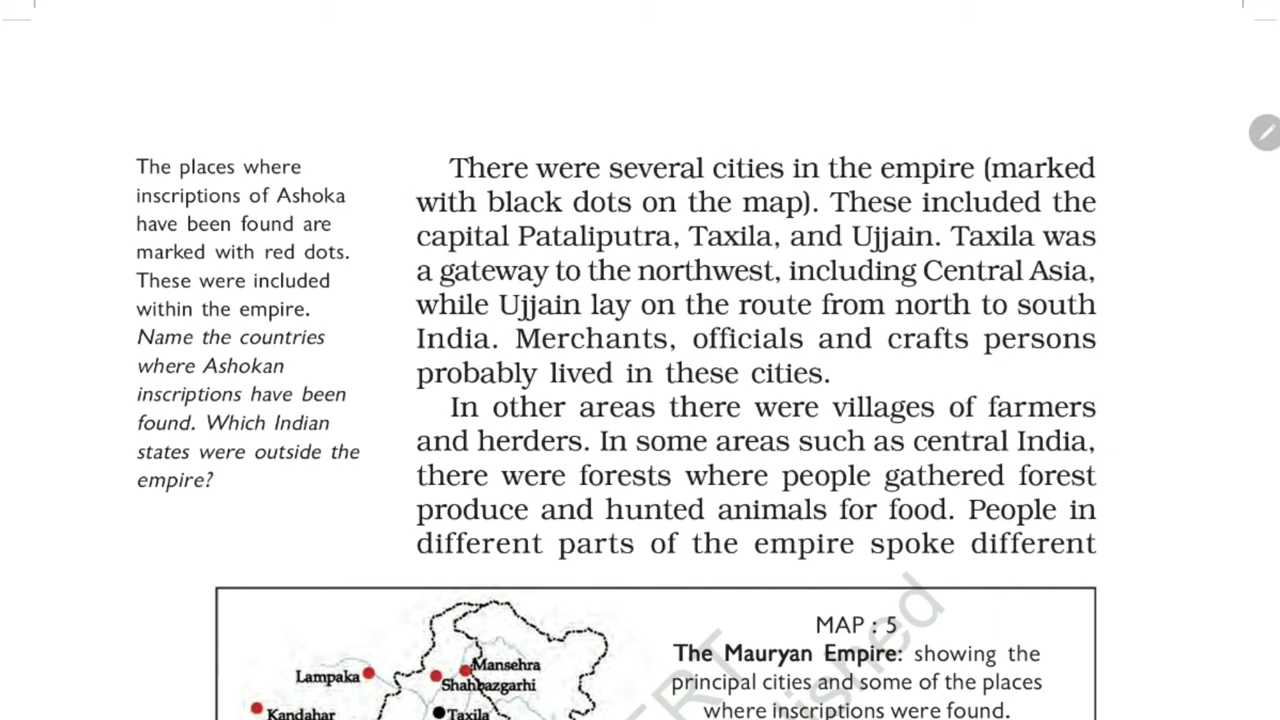 The places where
inscriptions of Ashoka
have been found are
marked with red dots.
These were included
within the empire.
Name the countries
where Ashokan
inscriptions have been
found. Which Indian
states were outside the
empire?
There were several cities in the empire (marked
with black dots on the map). These included the
capital Pataliputra, Taxila, and Ujjain. Taxila was
a gateway to the northwest, including Central Asia,
while Ujjain lay on the route from north to south
India. Merchants, officials and crafts persons
probably lived in these cities.
In other areas there were villages of farmers
and herders. In some areas such as central India,
there were forests where people gathered forest
produce and hunted animals for food. People in
different parts of the empire spoke different
MAP : 5
The Mauryan Empire: showing the
principal cities and some of the places
where inscriptions were found.
Lampaka
Mansehra
Shahbazgarhi
Kandahar
Taxila